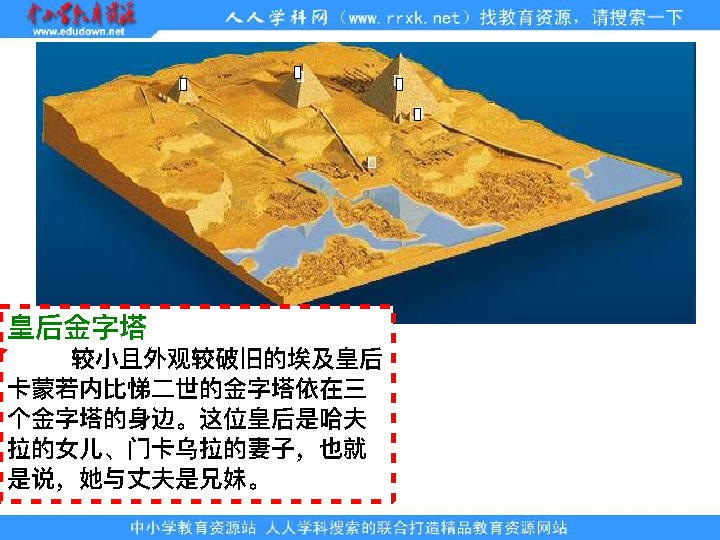 中小学教育资源
www.edudown.net
人人学科网（www.rrxk.net）找教育资源，请搜索一下
皇后金字塔
较小且外观较破旧的埃及皇后
卡蒙若内比悌二世的金字塔依在三
个金字塔的身边。这位皇后是哈夫
拉的女儿、门卡乌拉的妻子，也就
是说，她与丈夫是兄妹。
中小学教育资源站 人人学科搜索的联合打造精品教育资源网站